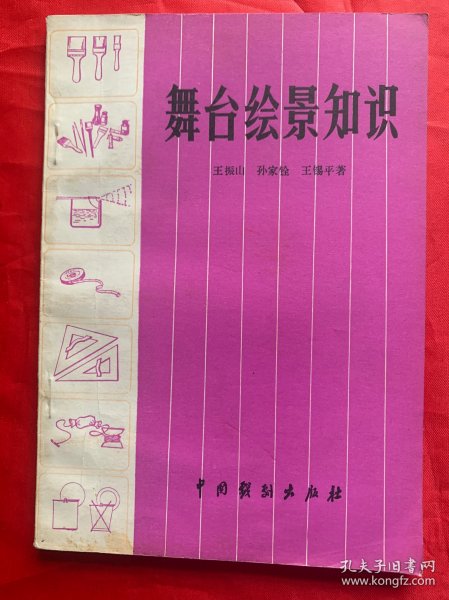 舞台绘景知识
王振山 孙家铨 王锡平著
中国戏剧出版社
孔夫子旧书网
www.kongfz.com